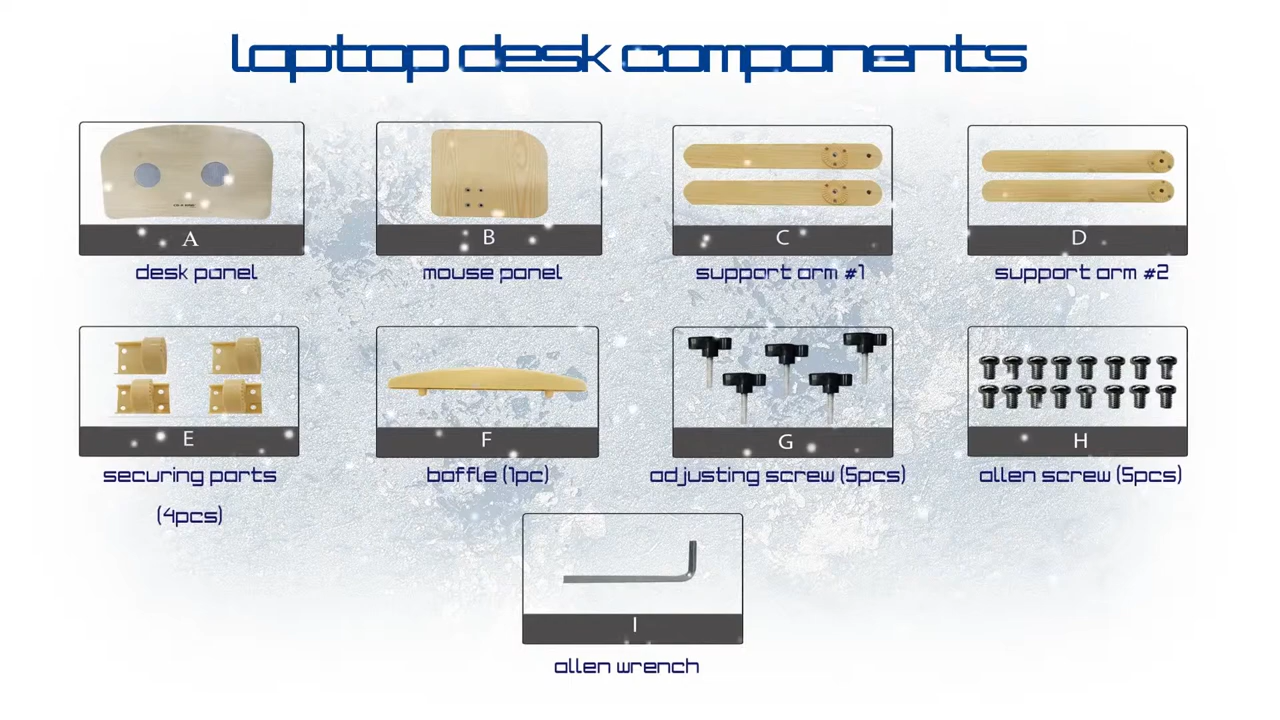 laptop desk components
A
B
C
D
desk panel
mouse panel
support arm #1
support arm #2
E
F
G
H
securing parts
(4pcs)
baffle (1pc)
adjusting screw (5pcs)
allen screw (5pcs)
I
allen wrench